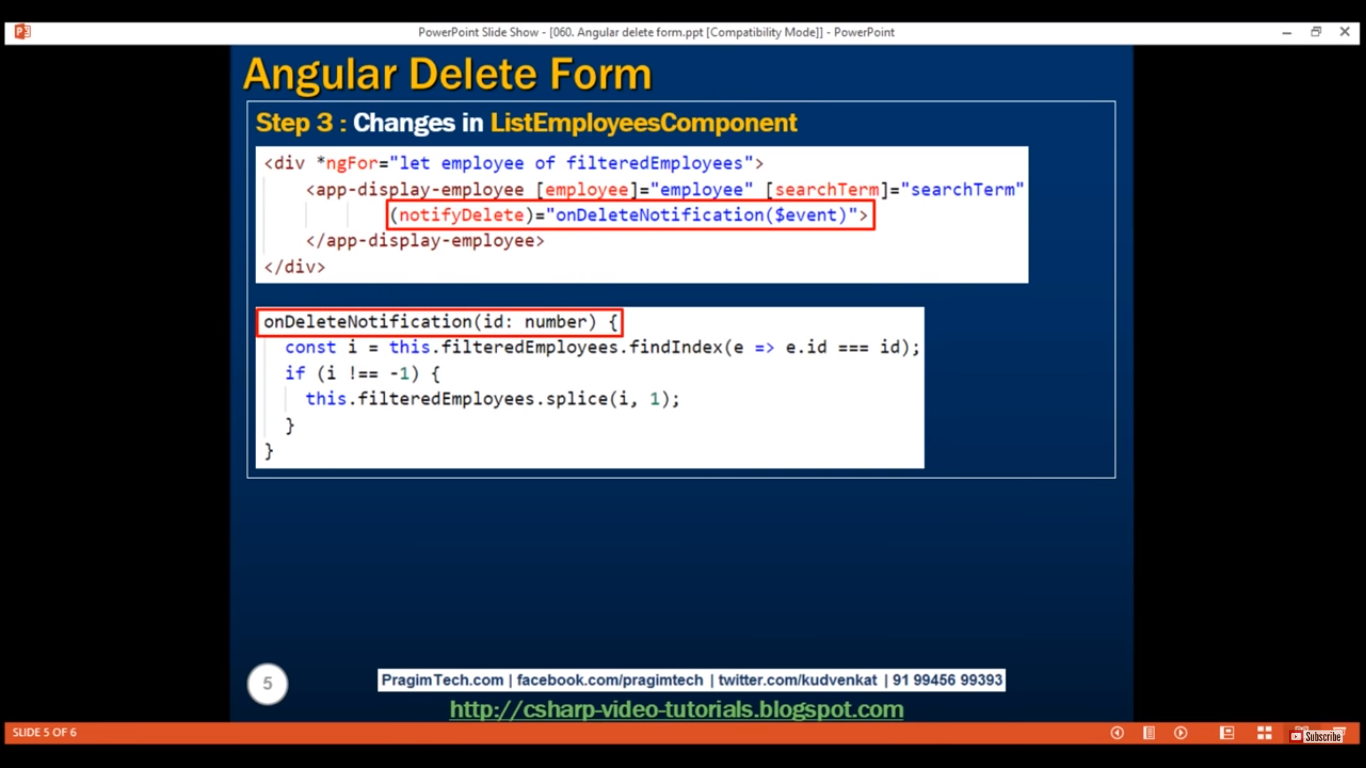 PowerPoint Slide Show - [060. Angular delete form.ppt [Compatibility Mode]] - PowerPoint
Angular Delete Form
Step 3 : Changes in ListEmployeesComponent
<div *ngFor="let employee of filteredEmployees">
<app-display-employee [employee]="employee" [searchTerm]="searchTerm"
(notifyDelete)="onDeleteNotification($event)">
</app-display-employee>
</div>
onDeleteNotification(id: number) {
const i = this.filteredEmployees.findIndex(e => e.id === id);
if (i !== -1) {
this.filteredEmployees.splice(i, 1);
}
}
5
PragimTech.com | facebook.com/pragimtech | twitter.com/kudvenkat | 91 99456 99393
http://csharp-video-tutorials.blogspot.com
SLIDE 5 OF 6
Subscribe